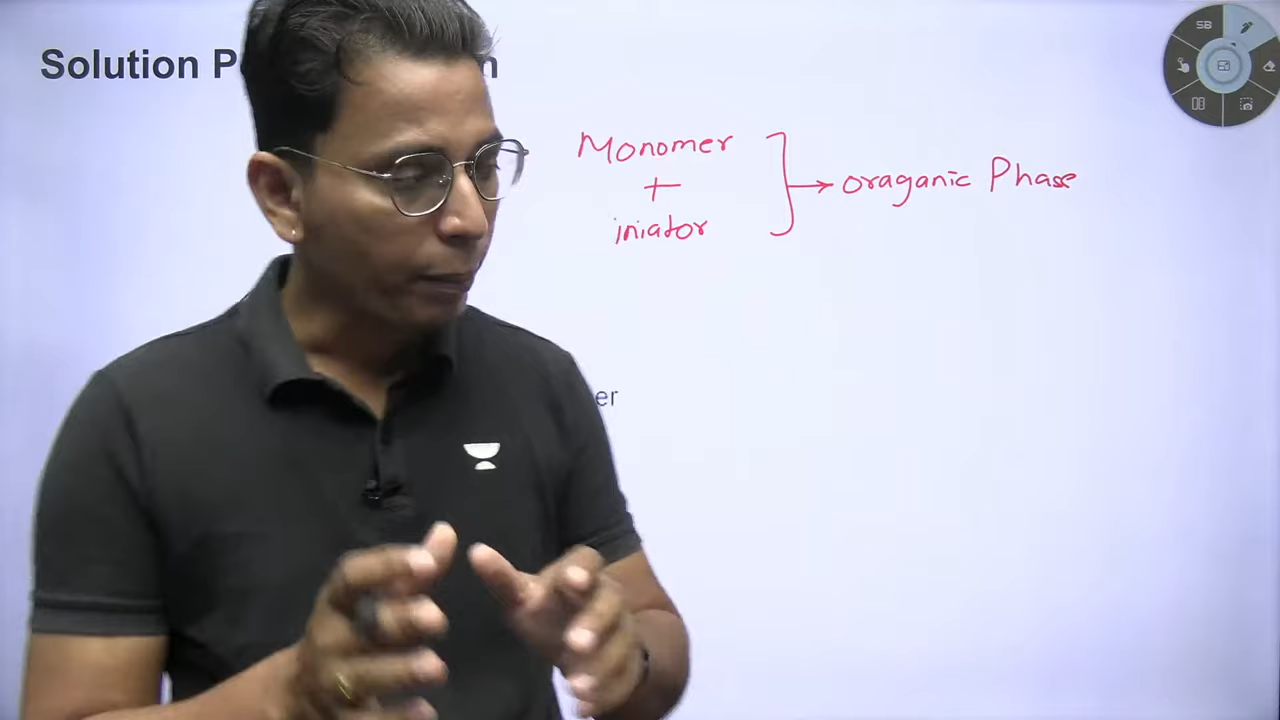 Solution P
n
Monomer
+
iniator
oraganic Phase
er
SB